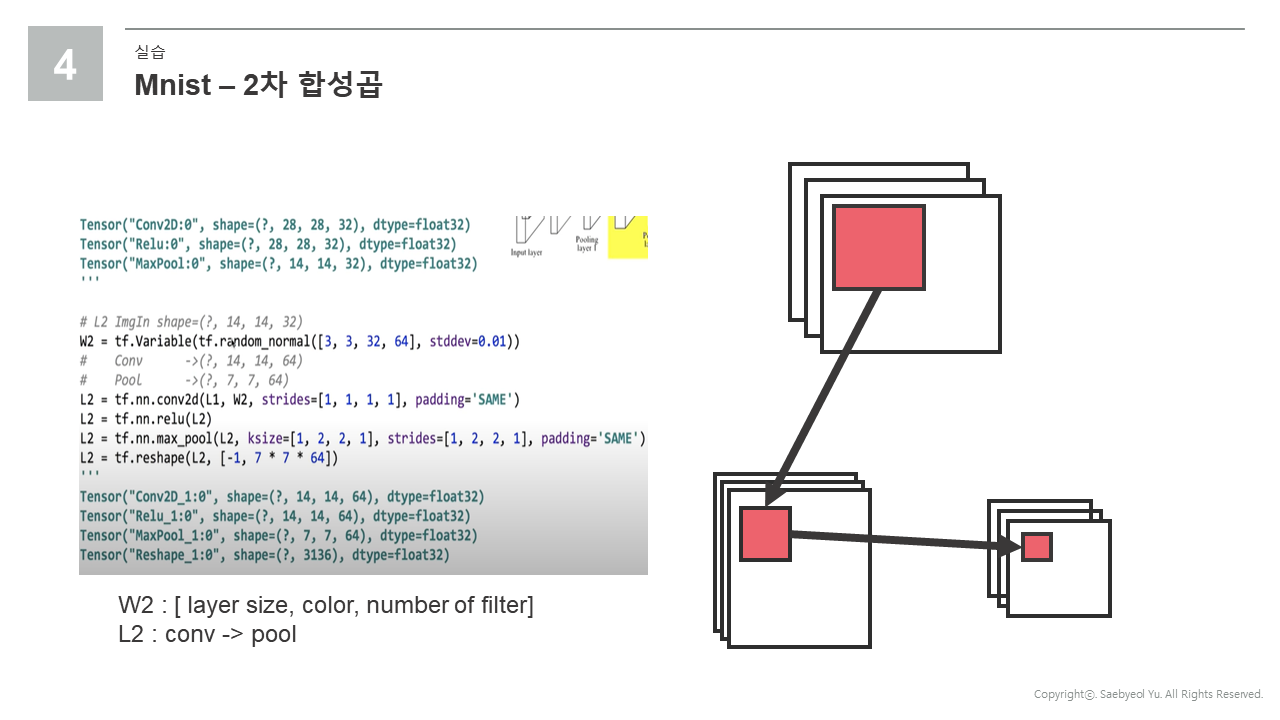 4
실습
Mnist – 2차 합성곱
Tensor("Conv2D:0", shape=(?, 28, 28, 32), dtype=float32)
Tensor("Relu:0", shape=(?, 28, 28, 32), dtype=float32)
Tensor("MaxPool:0", shape=(?, 14, 14, 32), dtype=float32)
'''
Input layer
Pooling
layer 1
# L2 ImgIn shape=(?, 14, 14, 32)
W2 = tf.Variable(tf.random_normal([3, 3, 32, 64], stddev=0.01))
#    Conv      ->(?, 14, 14, 64)
#    Pool      ->(?, 7, 7, 64)
L2 = tf.nn.conv2d(L1, W2, strides=[1, 1, 1, 1], padding='SAME')
L2 = tf.nn.relu(L2)
L2 = tf.nn.max_pool(L2, ksize=[1, 2, 2, 1], strides=[1, 2, 2, 1], padding='SAME')
L2 = tf.reshape(L2, [-1, 7 * 7 * 64])
'''
Tensor("Conv2D_1:0", shape=(?, 14, 14, 64), dtype=float32)
Tensor("Relu_1:0", shape=(?, 14, 14, 64), dtype=float32)
Tensor("MaxPool_1:0", shape=(?, 7, 7, 64), dtype=float32)
Tensor("Reshape_1:0", shape=(?, 3136), dtype=float32)
W2 : [ layer size, color, number of filter]
L2 : conv -> pool
Copyrightⓒ. Saebyeol Yu. All Rights Reserved.